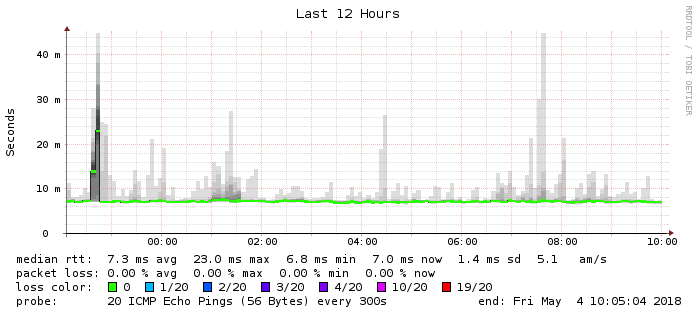 Last 12 Hours
RRDTOOL / TOBI OETIKER
Seconds
40 m
30 m
20 m
10 m
0
00:00 02:00 04:00 06:00 08:00 10:00
median rtt: 7.3 ms avg 23.0 ms max 6.8 ms min 7.0 ms now 1.4 ms sd 5.1 am/s
packet loss: 0.00 % avg 0.00 % max 0.00 % min 0.00 % now
loss color: 0 1/20 2/20 3/20 4/20 10/20 19/20
probe: 20 ICMP Echo Pings (56 Bytes) every 300s end: Fri May 4 10:05:04 2018